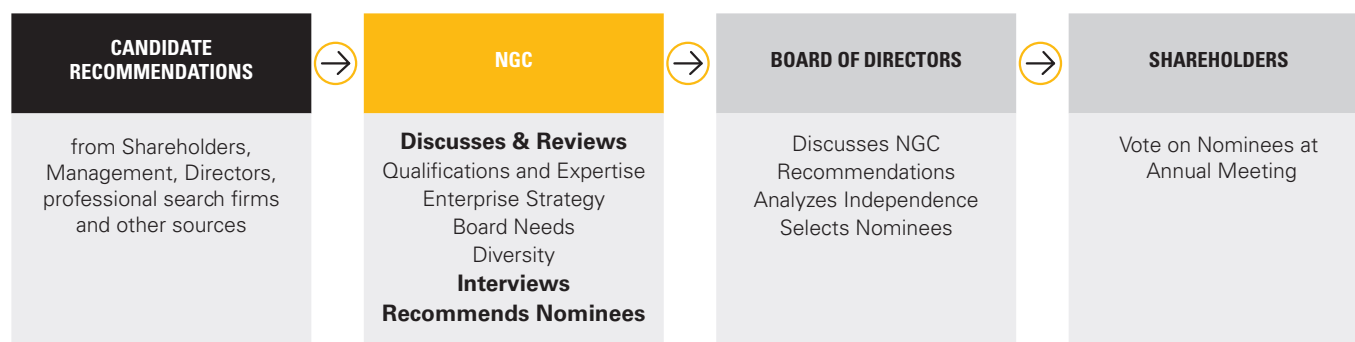 CANDIDATE
RECOMMENDATIONS
from Shareholders,
Management, Directors,
professional search firms
and other sources
NGC
Discusses & Reviews
Qualifications and Expertise
Enterprise Strategy
Board Needs
Diversity
Interviews
Recommends Nominees
BOARD OF DIRECTORS
Discusses NGC
Recommendations
Analyzes Independence
Selects Nominees
SHAREHOLDERS
Vote on Nominees at
Annual Meeting